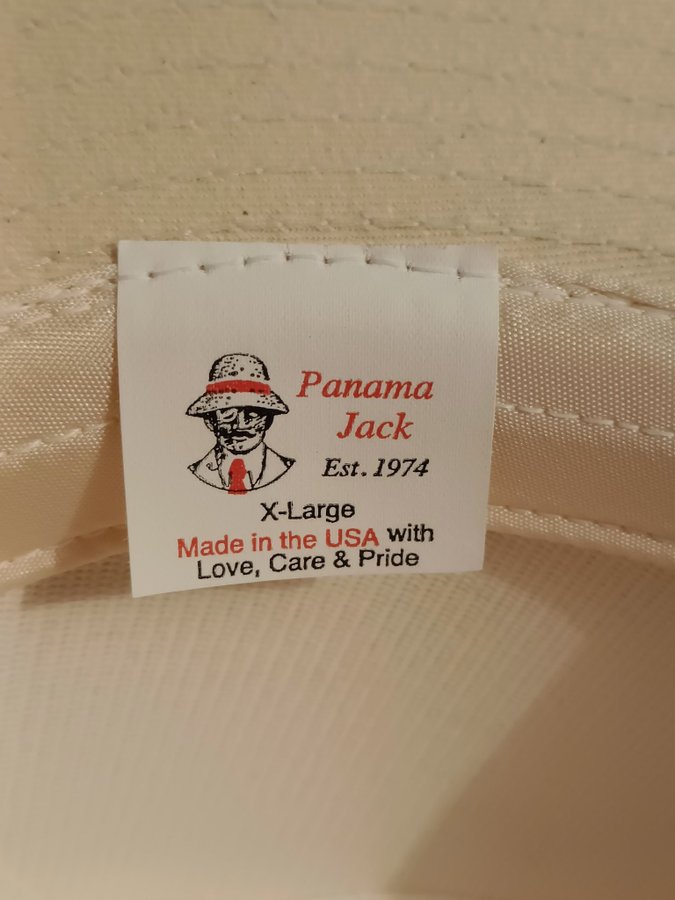 Panama
Jack
Est. 1974
X-Large
Made in the USA with
Love, Care & Pride